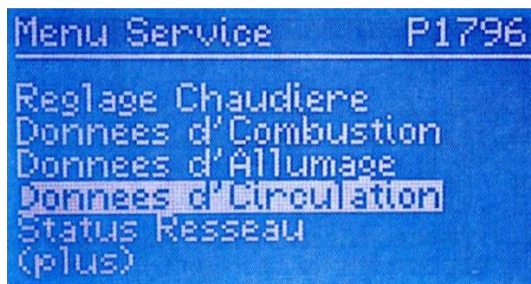 Menu Service P1796
Reglage Chaudiere
Donnees d'Combustion
Donnees d'Allumage
Donnees d'Circulation
Status Resseau
(plus)